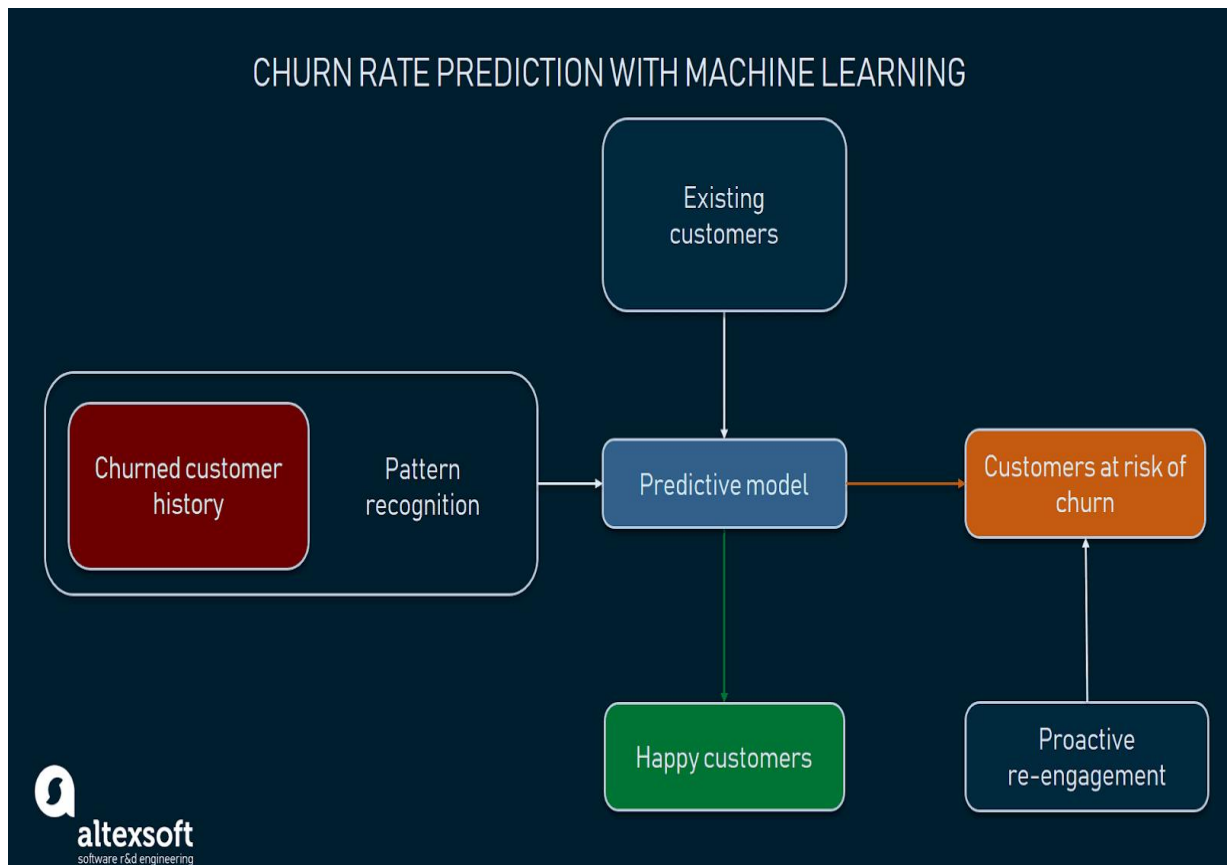 CHURN RATE PREDICTION WITH MACHINE LEARNING
Existing
customers
Churned customer
history
Pattern
recognition
Predictive model
Customers at risk of
churn
Happy customers
Proactive
re-engagement
altexsoft
software r&d engineering